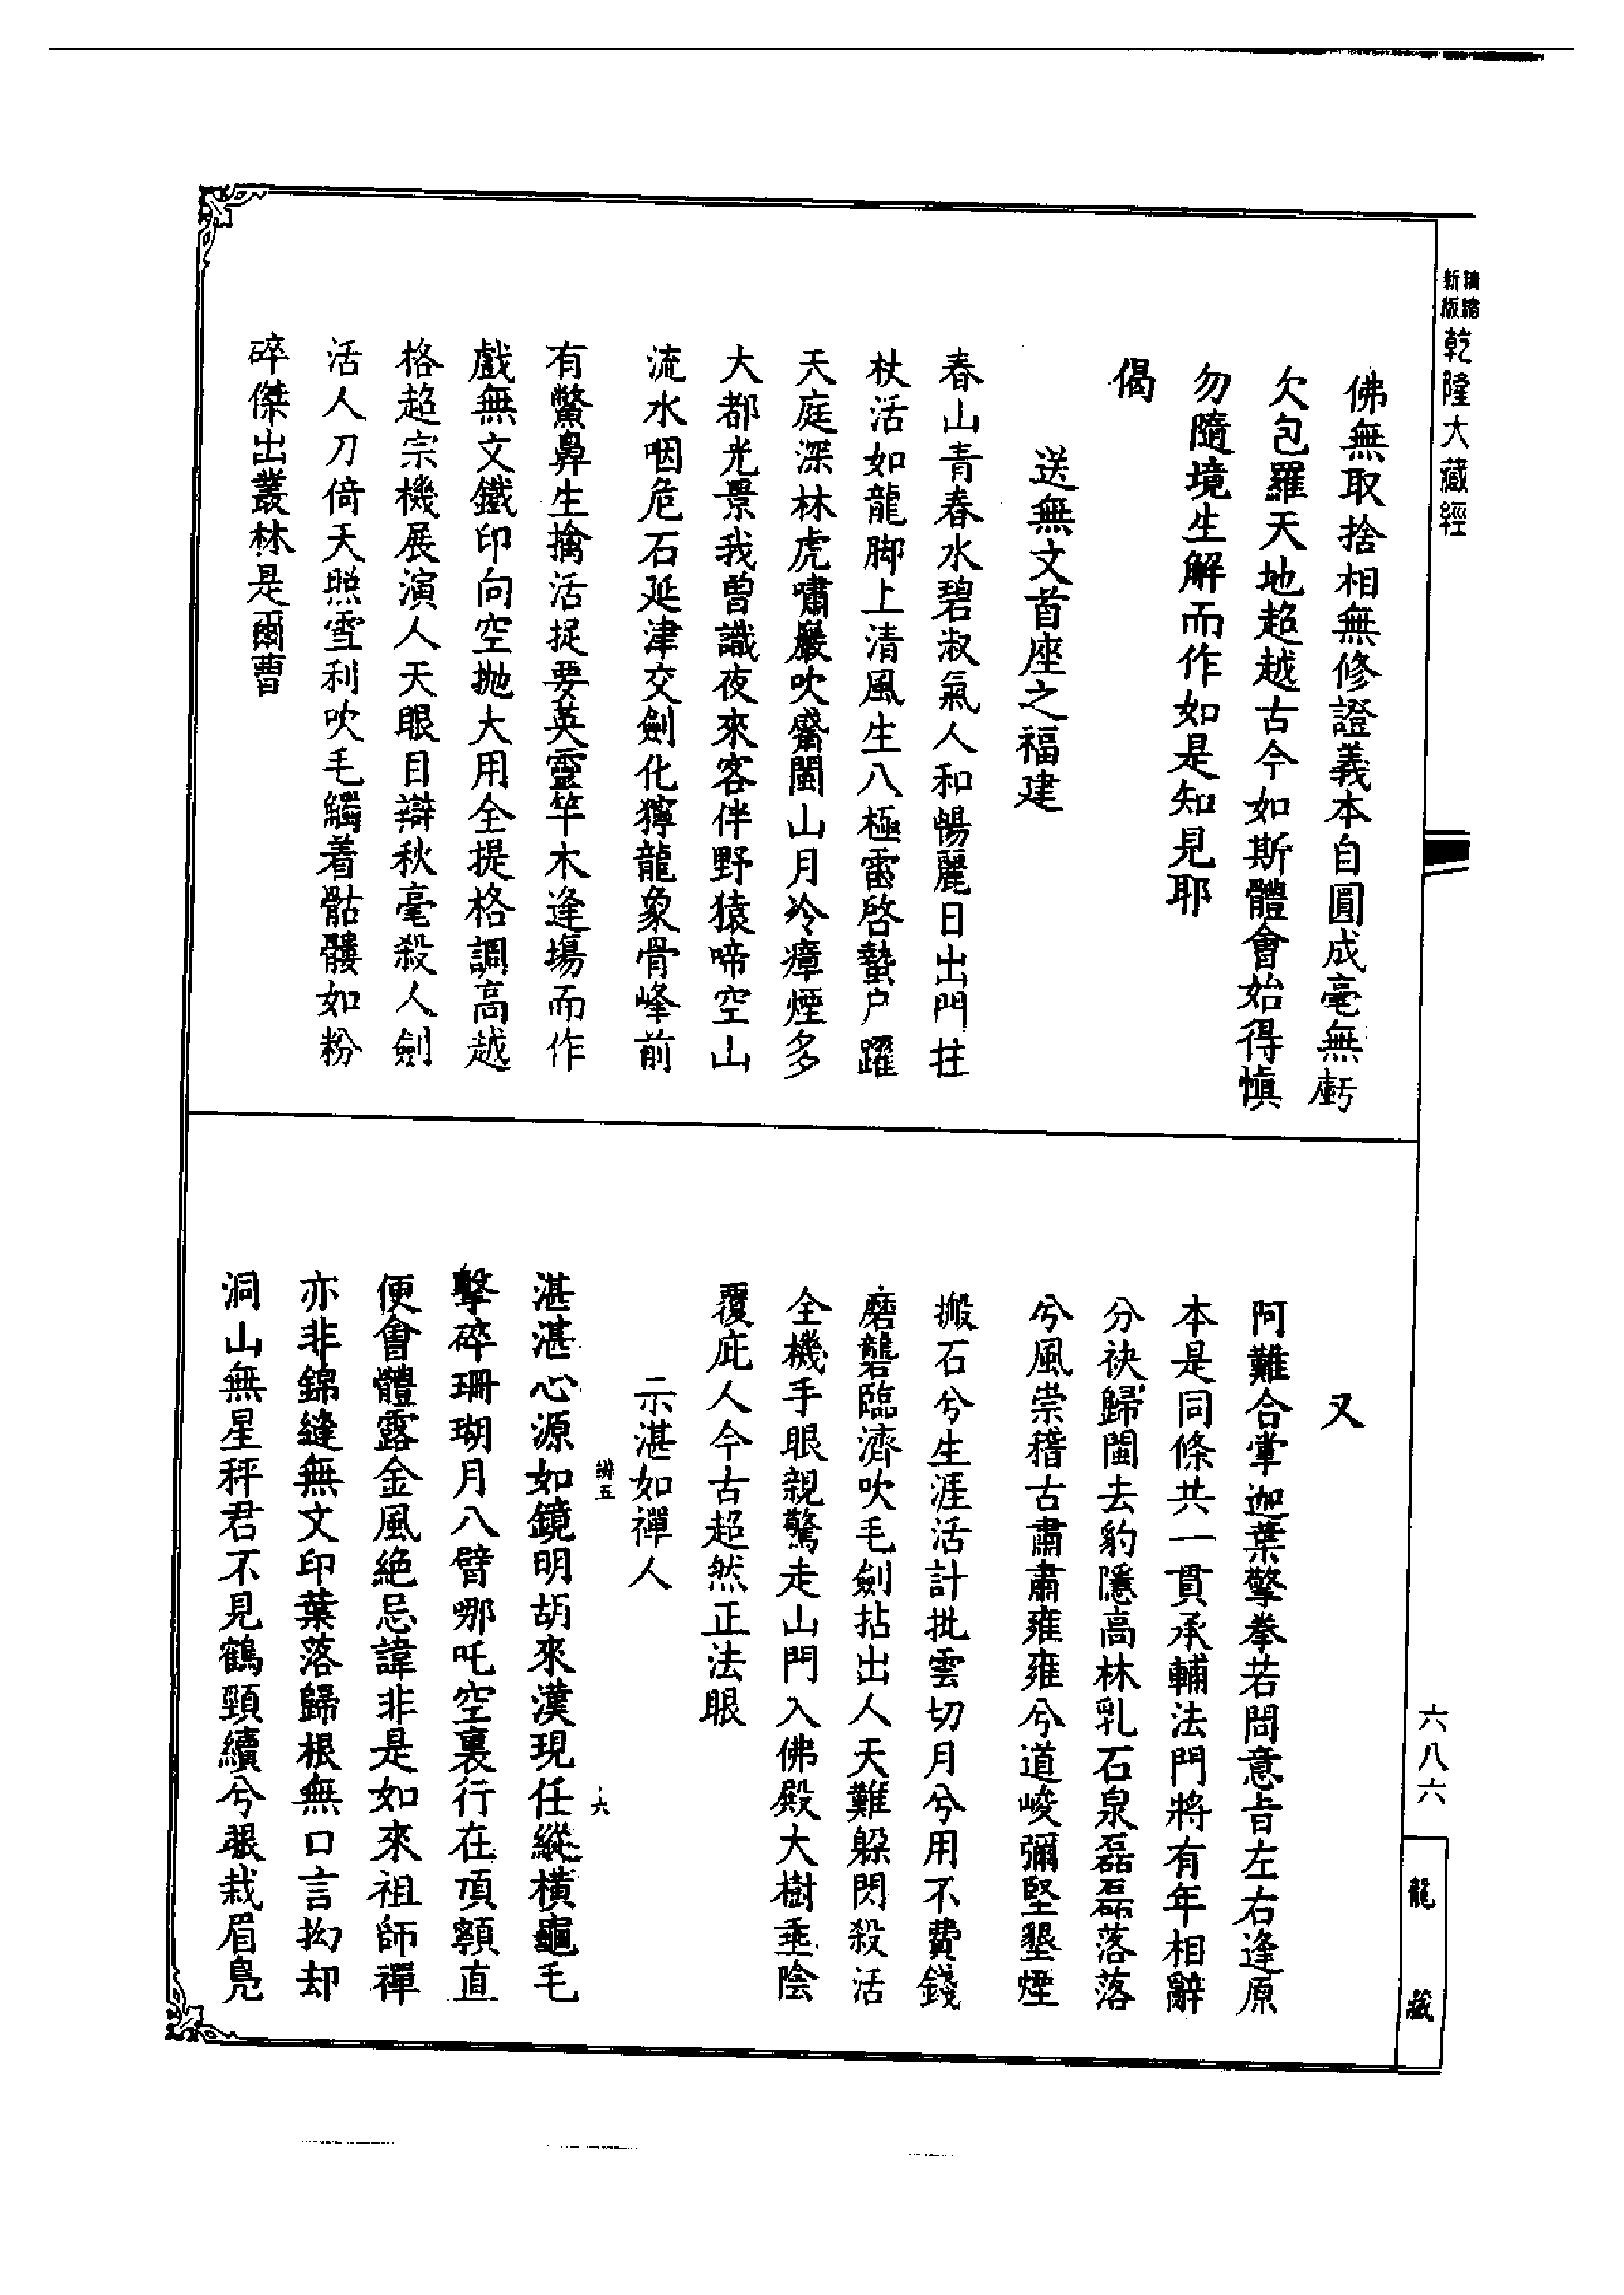 精縮新版乾隆大藏經
佛無取捨相無修證義本自圓成毫無虧
欠包羅天地超越古今如斯體會始得慎
勿隨境生解而作如是知見耶
偈
送無文首座之福建
春山青春水碧淑氣人和暢麗日出門拄
杖活如龍脚上清風生八極雷啓蟄户躍
天庭深林虎嘯巖吹觱閩山月冷瘴煙多
大都光景我曾識夜來客伴野猿啼空山
流水咽危石延津交劍化獰龍象骨峰前
有鱉鼻生擒活捉要英靈竿木逢場而作
戲無文鐵印向空拋大用全提格調高越
格超宗機展演人天眼目辯秋毫殺人劍
活人刀倚天照雪利吹毛觸着骷髏如粉
碎傑出叢林是爾曹
又
阿難合掌迦葉擎拳若問意旨左右逢原
本是同條共一貫承輔法門將有年相辭
分袂歸閩去豹隱高林乳石泉磊磊落落
兮風崇稽古肅肅雍雍兮道峻彌堅墾煙
搬石兮生涯活計批雲切月兮用不費錢
磨礱臨濟吹毛劍拈出人天難躲閃殺活
全機手眼親驚走山門入佛殿大樹埀陰
覆庇人今古超然正法眼
示湛如禪人
辨五
六
湛湛心源如鏡明胡來漢現任縱橫龜毛
擊碎珊瑚月八臂哪吒空裏行在頂顙直
便會體露金風絶忌諱非是如來祖師禪
亦非錦縫無文印葉落歸根無口言拗却
洞山無星秤君不見鶴頸續兮眼栽眉鳧
六八六
龍藏